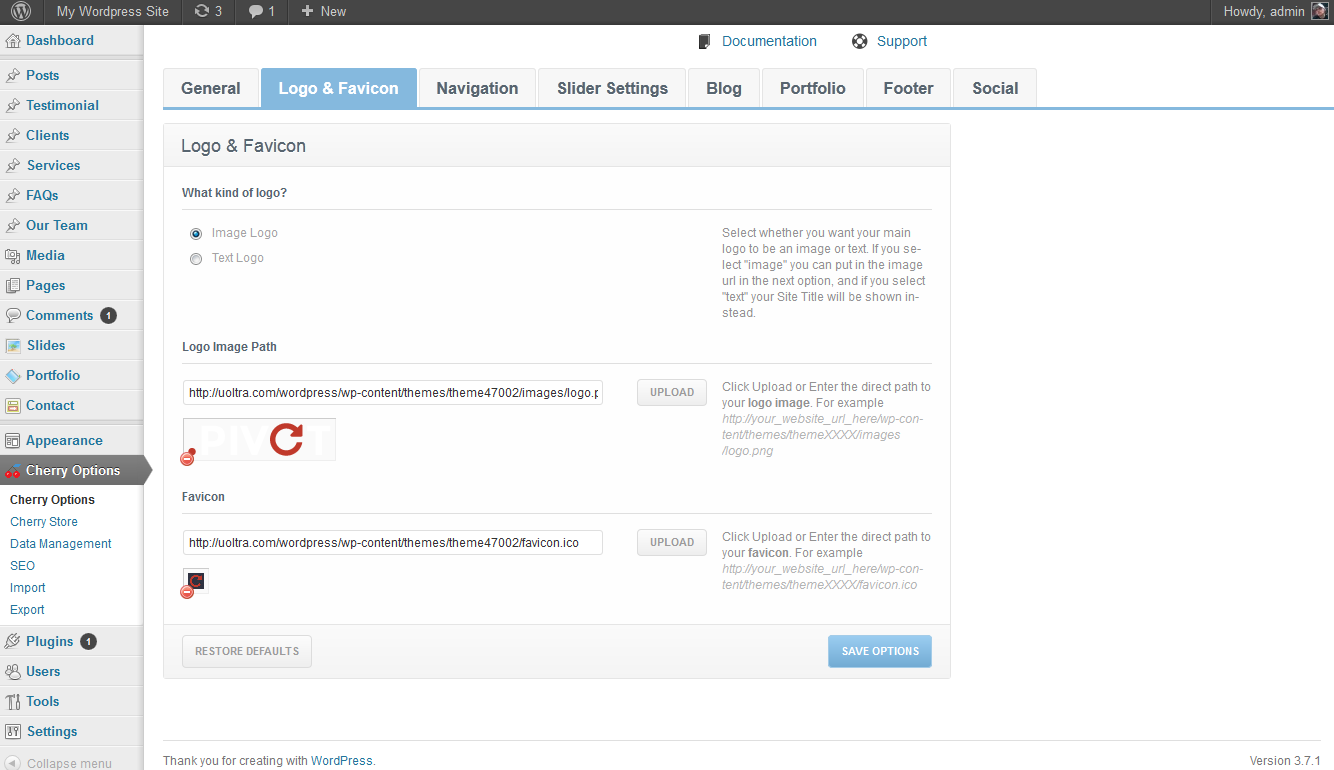 My Wordpress Site
3
1
New
Howdy, admin
Dashboard
Posts
Testimonial
Clients
Services
FAQs
Our Team
Media
Pages
Comments 1
Slides
Portfolio
Contact
Appearance
Cherry Options
Cherry Options
Cherry Store
Data Management
SEO
Import
Export
Plugins 1
Users
Tools
Settings
Collapse menu
Documentation
Support
General
Logo & Favicon
Navigation
Slider Settings
Blog
Portfolio
Footer
Social
Logo & Favicon
What kind of logo?
Image Logo
Text Logo
Select whether you want your main
logo to be an image or text. If you se-
lect "image" you can put in the image
url in the next option, and if you select
"text" your Site Title will be shown in-
stead.
Logo Image Path
http://uoltra.com/wordpress/wp-content/themes/theme47002/images/logo.p
UPLOAD
Click Upload or Enter the direct path to
your logo image. For example
http://your_website_url_here/wp-con-
tent/themes/themeXXXX/images
/logo.png
PIVOT
Favicon
http://uoltra.com/wordpress/wp-content/themes/theme47002/favicon.ico
UPLOAD
Click Upload or Enter the direct path to
your favicon. For example
http://your_website_url_here/wp-con-
tent/themes/themeXXXX/favicon.ico
RESTORE DEFAULTS
SAVE OPTIONS
Thank you for creating with WordPress.
Version 3.7.1